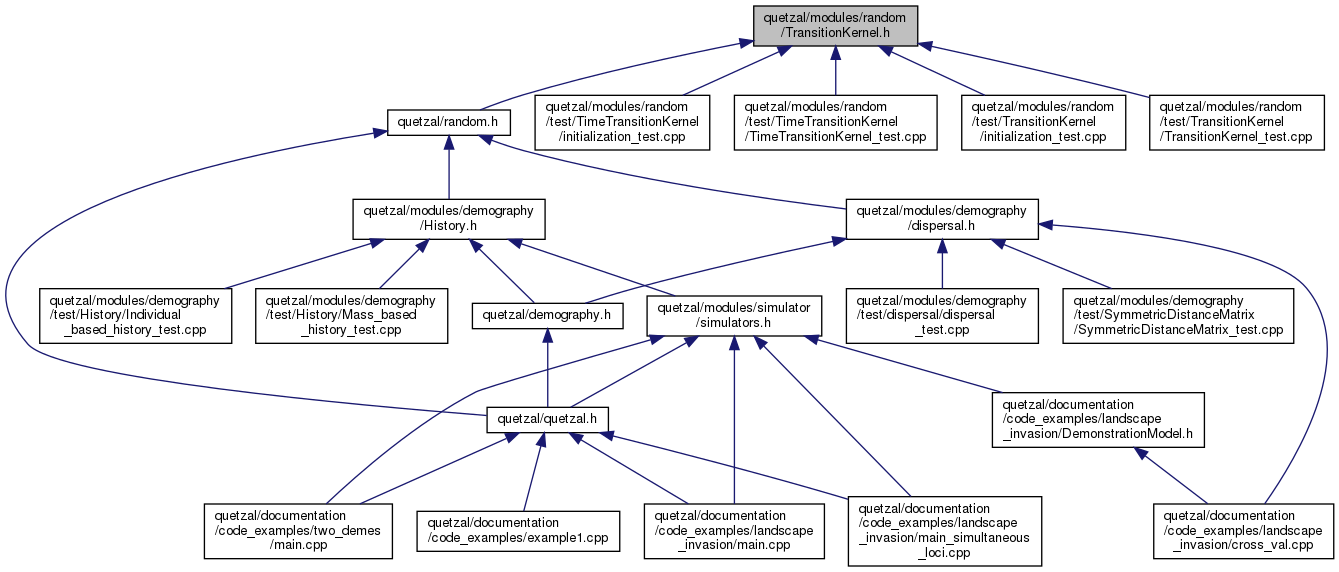 quetzal/modules/random
/TransitionKernel.h
quetzal/random.h
quetzal/modules/random
/test/TimeTransitionKernel
/initialization_test.cpp
quetzal/modules/random
/test/TimeTransitionKernel
/TimeTransitionKernel_test.cpp
quetzal/modules/random
/test/TransitionKernel
/initialization_test.cpp
quetzal/modules/random
/test/TransitionKernel
/TransitionKernel_test.cpp
quetzal/modules/demography
/History.h
quetzal/modules/demography
/dispersal.h
quetzal/modules/demography
/test/History/Individual
_based_history_test.cpp
quetzal/modules/demography
/test/History/Mass_based
_history_test.cpp
quetzal/demography.h
quetzal/modules/simulator
/simulators.h
quetzal/modules/demography
/test/dispersal/dispersal
_test.cpp
quetzal/modules/demography
/test/SymmetricDistanceMatrix
/SymmetricDistanceMatrix_test.cpp
quetzal/quetzal.h
quetzal/documentation
/code_examples/landscape
_invasion/DemonstrationModel.h
quetzal/documentation
/code_examples/two_demes
/main.cpp
quetzal/documentation
/code_examples/example1.cpp
quetzal/documentation
/code_examples/landscape
_invasion/main.cpp
quetzal/documentation
/code_examples/landscape
_invasion/main_simultaneous
_loci.cpp
quetzal/documentation
/code_examples/landscape
_invasion/cross_val.cpp